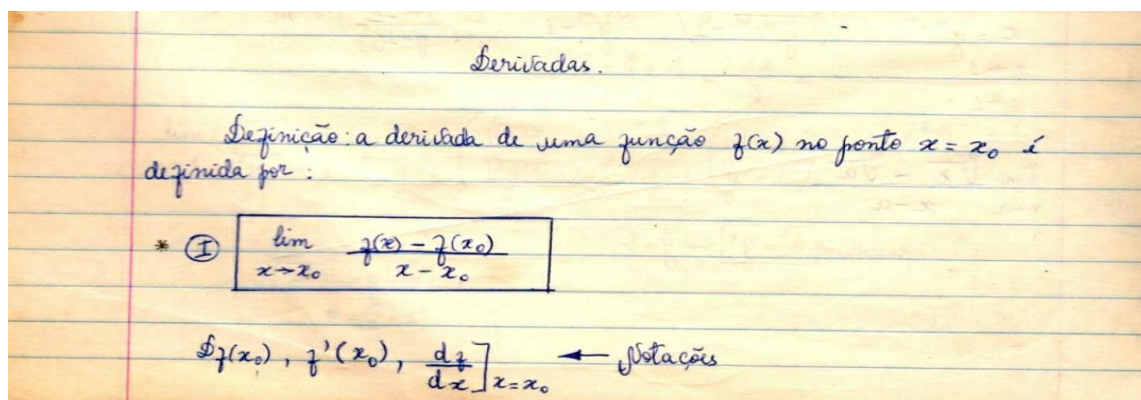 Derivadas.
Definição: a derivada de uma função f(x) no ponto x = x₀ é
definida por:
* Ⓘ lim x→x₀ f(x) − f(x₀) / x − x₀
Df(x₀), f'(x₀), df/dx]x=x₀ ← Notações